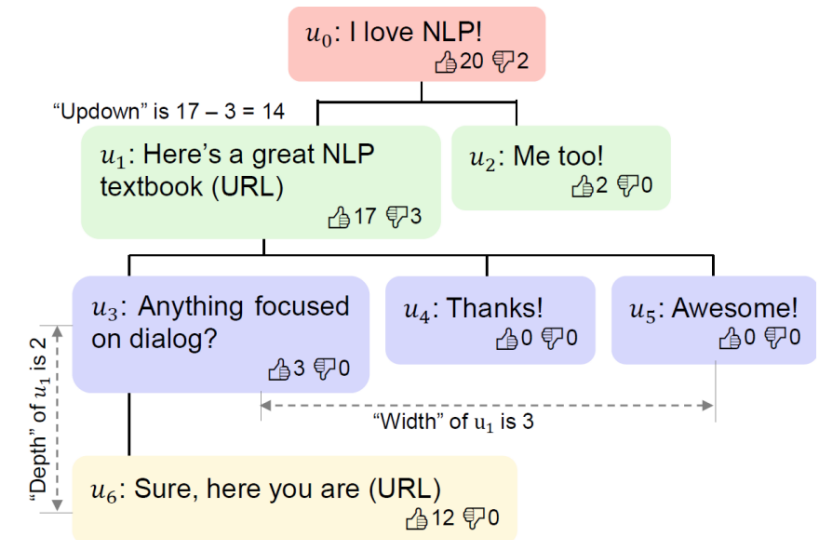 u₀: I love NLP!
👍20 👎2
“Updown” is 17 – 3 = 14
u₁: Here’s a great NLP
textbook (URL)
👍17 👎3
u₂: Me too!
👍2 👎0
u₃: Anything focused
on dialog?
👍3 👎0
u₄: Thanks!
👍0 👎0
u₅: Awesome!
👍0 👎0
“Depth” of u₁ is 2
“Width” of u₁ is 3
u₆: Sure, here you are (URL)
👍12 👎0